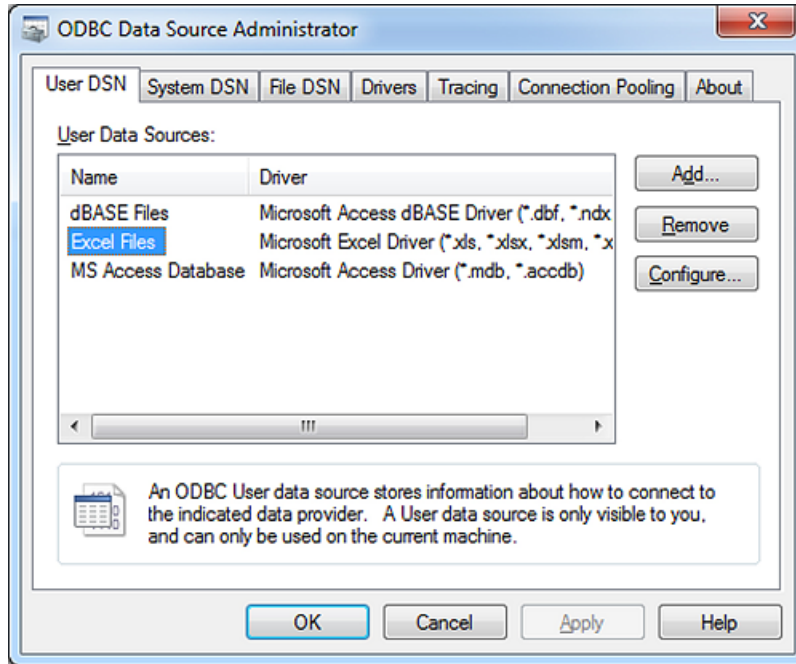 ODBC Data Source Administrator
User DSN System DSN File DSN Drivers Tracing Connection Pooling About
User Data Sources:
Name Driver
dBASE Files Microsoft Access dBASE Driver (*.dbf, *.ndx
Excel Files Microsoft Excel Driver (*.xls, *.xlsx, *.xlsm, *.x
MS Access Database Microsoft Access Driver (*.mdb, *.accdb)
Add...
Remove
Configure...
An ODBC User data source stores information about how to connect to
the indicated data provider. A User data source is only visible to you,
and can only be used on the current machine.
OK Cancel Apply Help